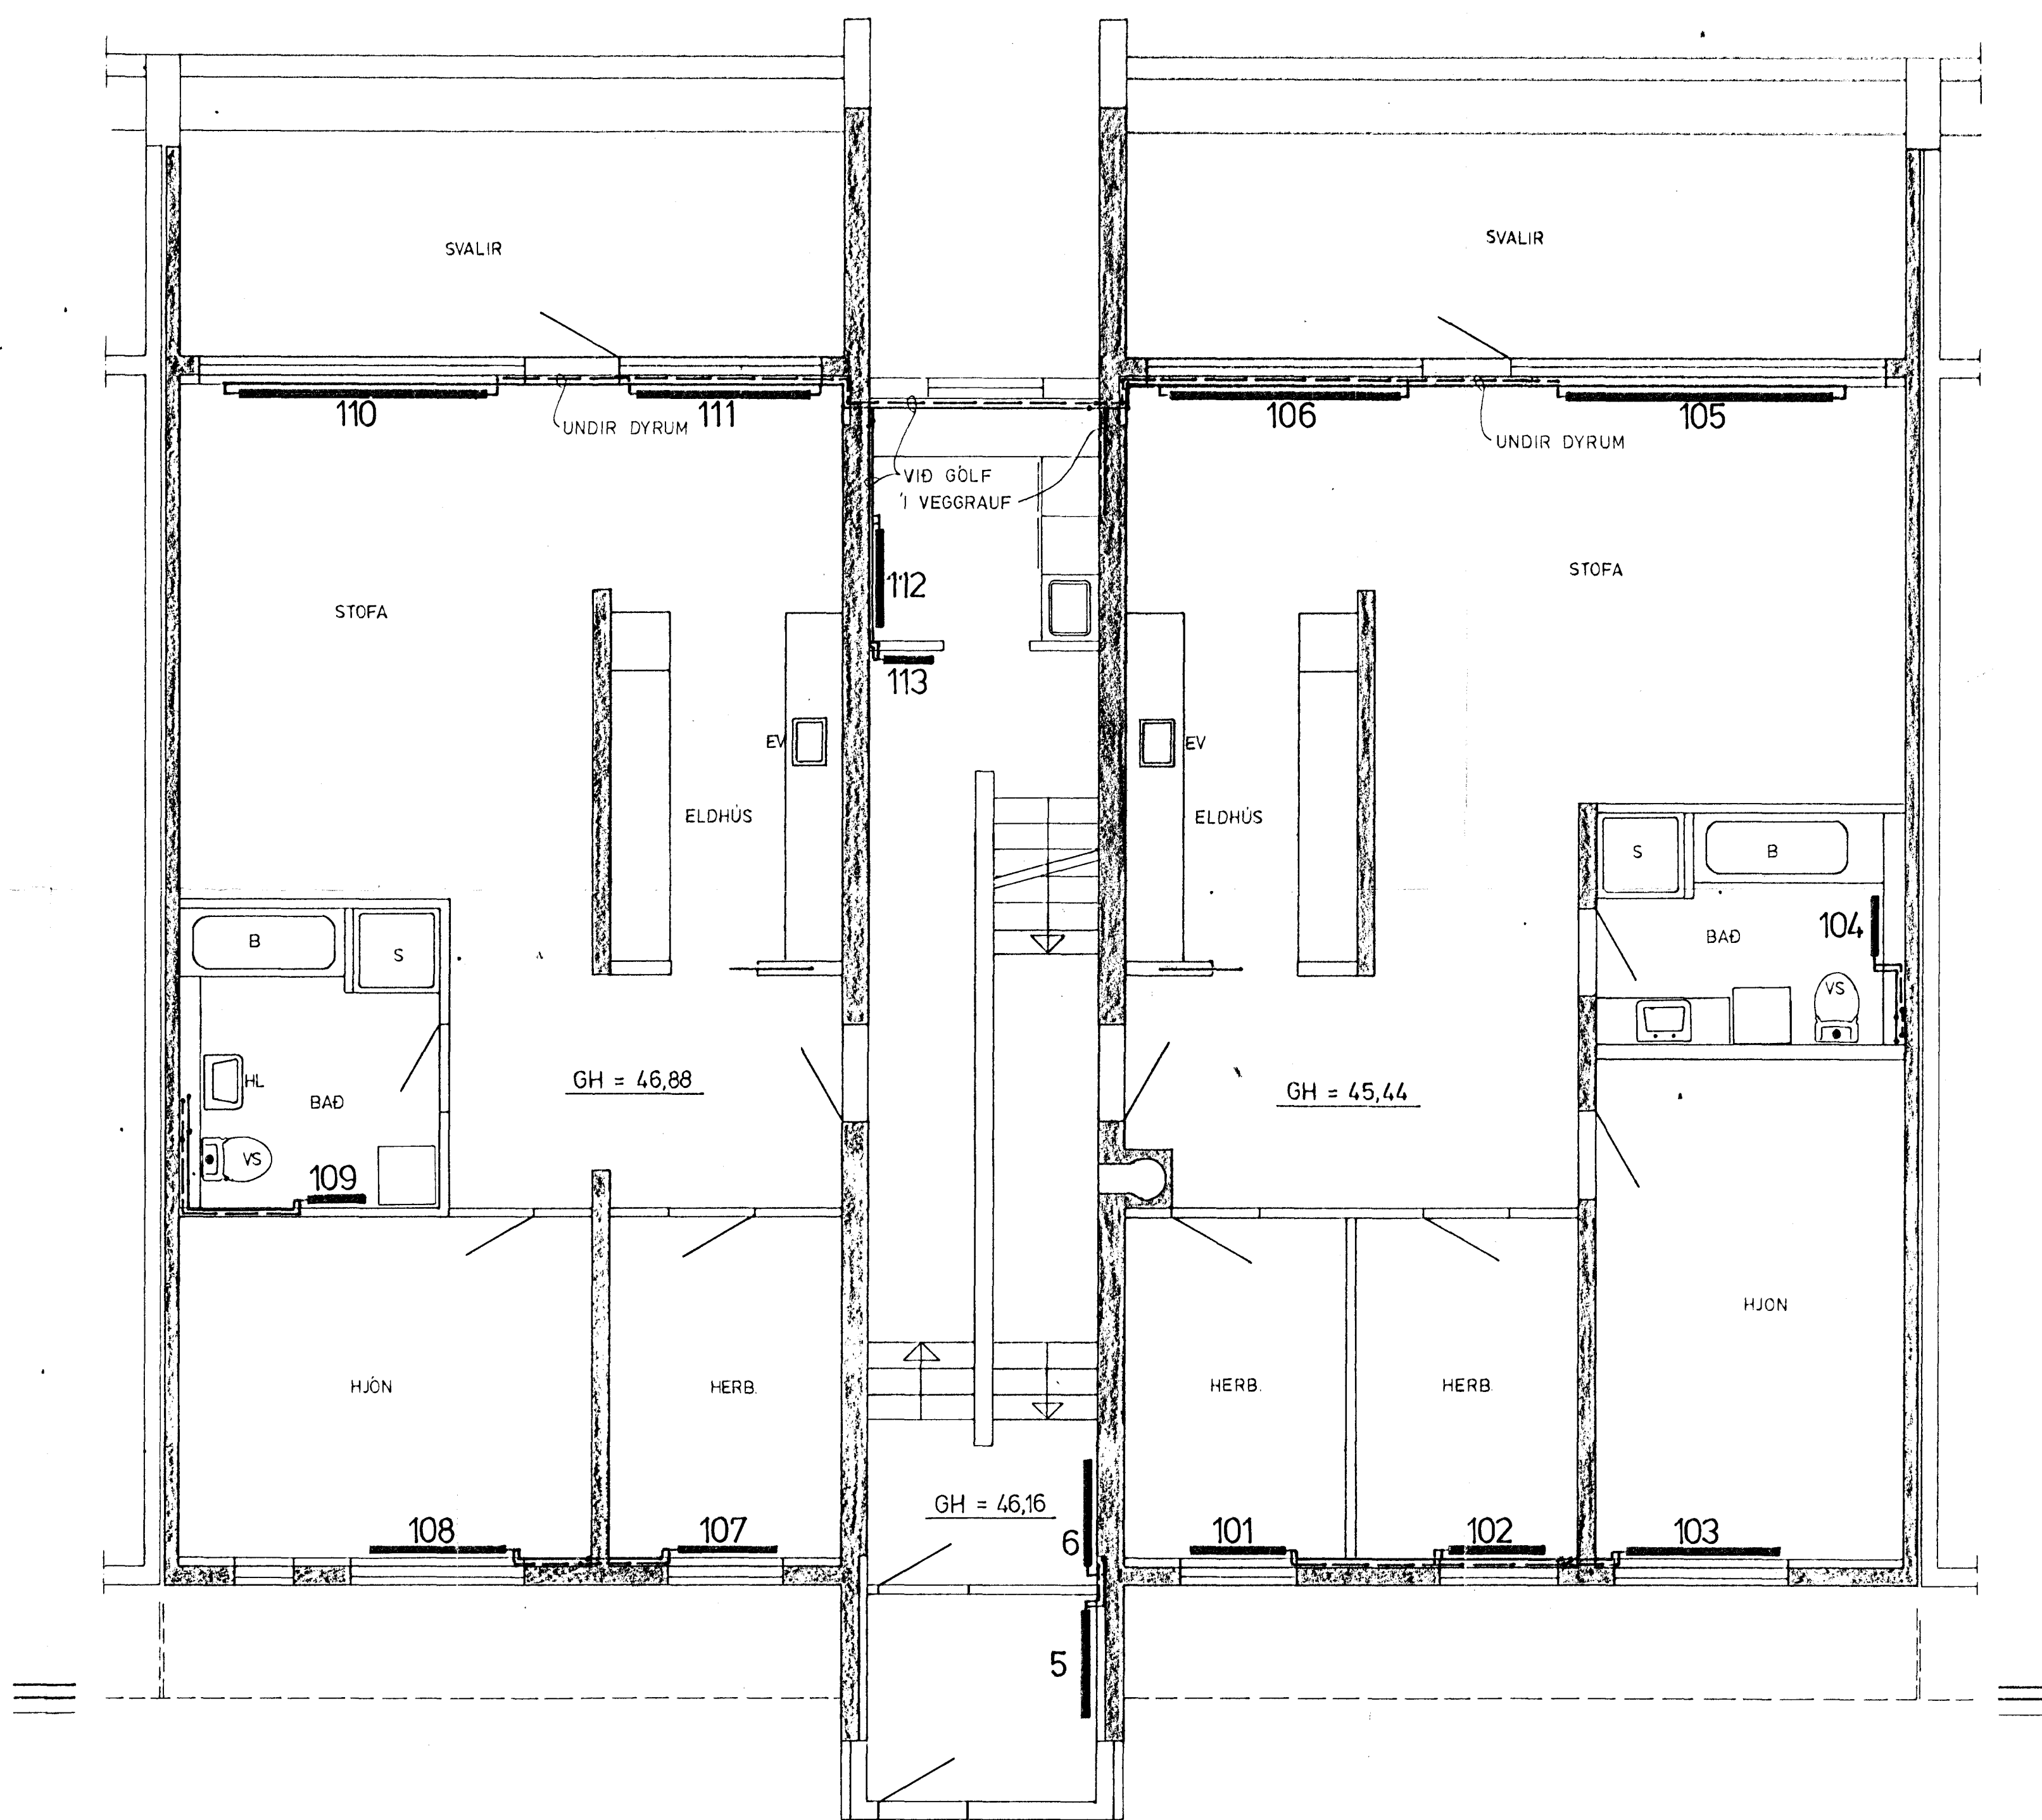 SVALIR
SVALIR
110
111
106
105
UNDIR DYRUM
UNDIR DYRUM
VIÐ GÓLF
Í VEGGRAUF
112
113
STOFA
STOFA
EV
EV
ELDHÚS
ELDHÚS
S
B
B
S
104
BAÐ
VS
HL
BAÐ
VS
109
GH = 46,88
GH = 45,44
HJON
HJÓN
HERB.
HERB.
HERB.
GH = 46,16
108
107
6
101
102
103
5